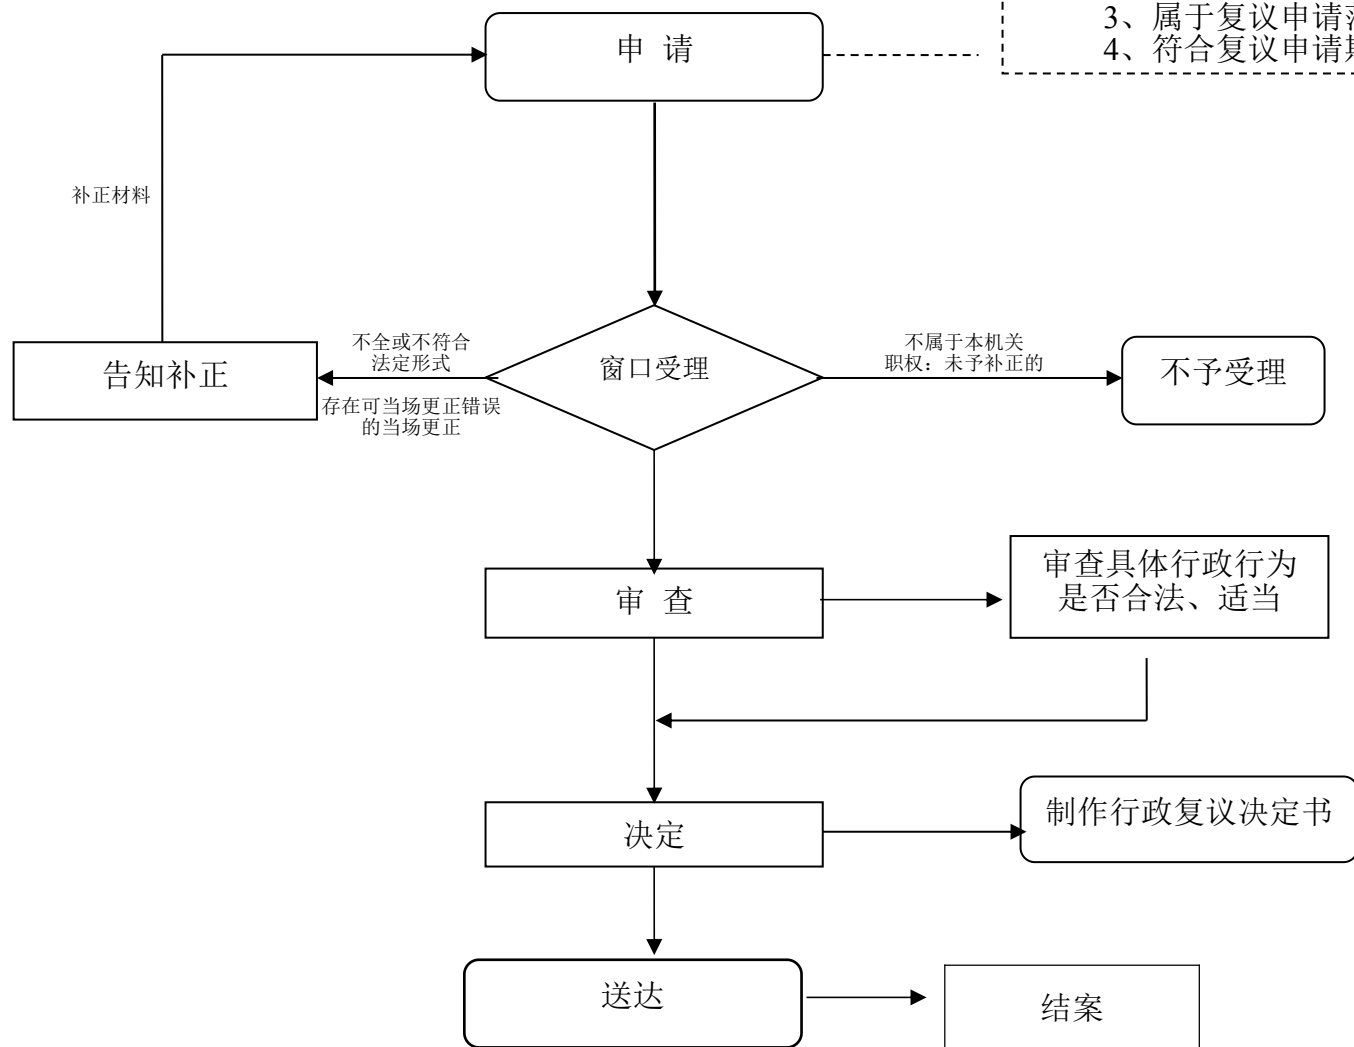 3、属于复议申请
4、符合复议申请
申 请
补正材料
不全或不符合
法定形式
存在可当场更正错误
的当场更正
告知补正
窗口受理
不属于本机关
职权：未予补正的
不予受理
审 查
审查具体行政行为
是否合法、适当
决定
制作行政复议决定书
送达
结案